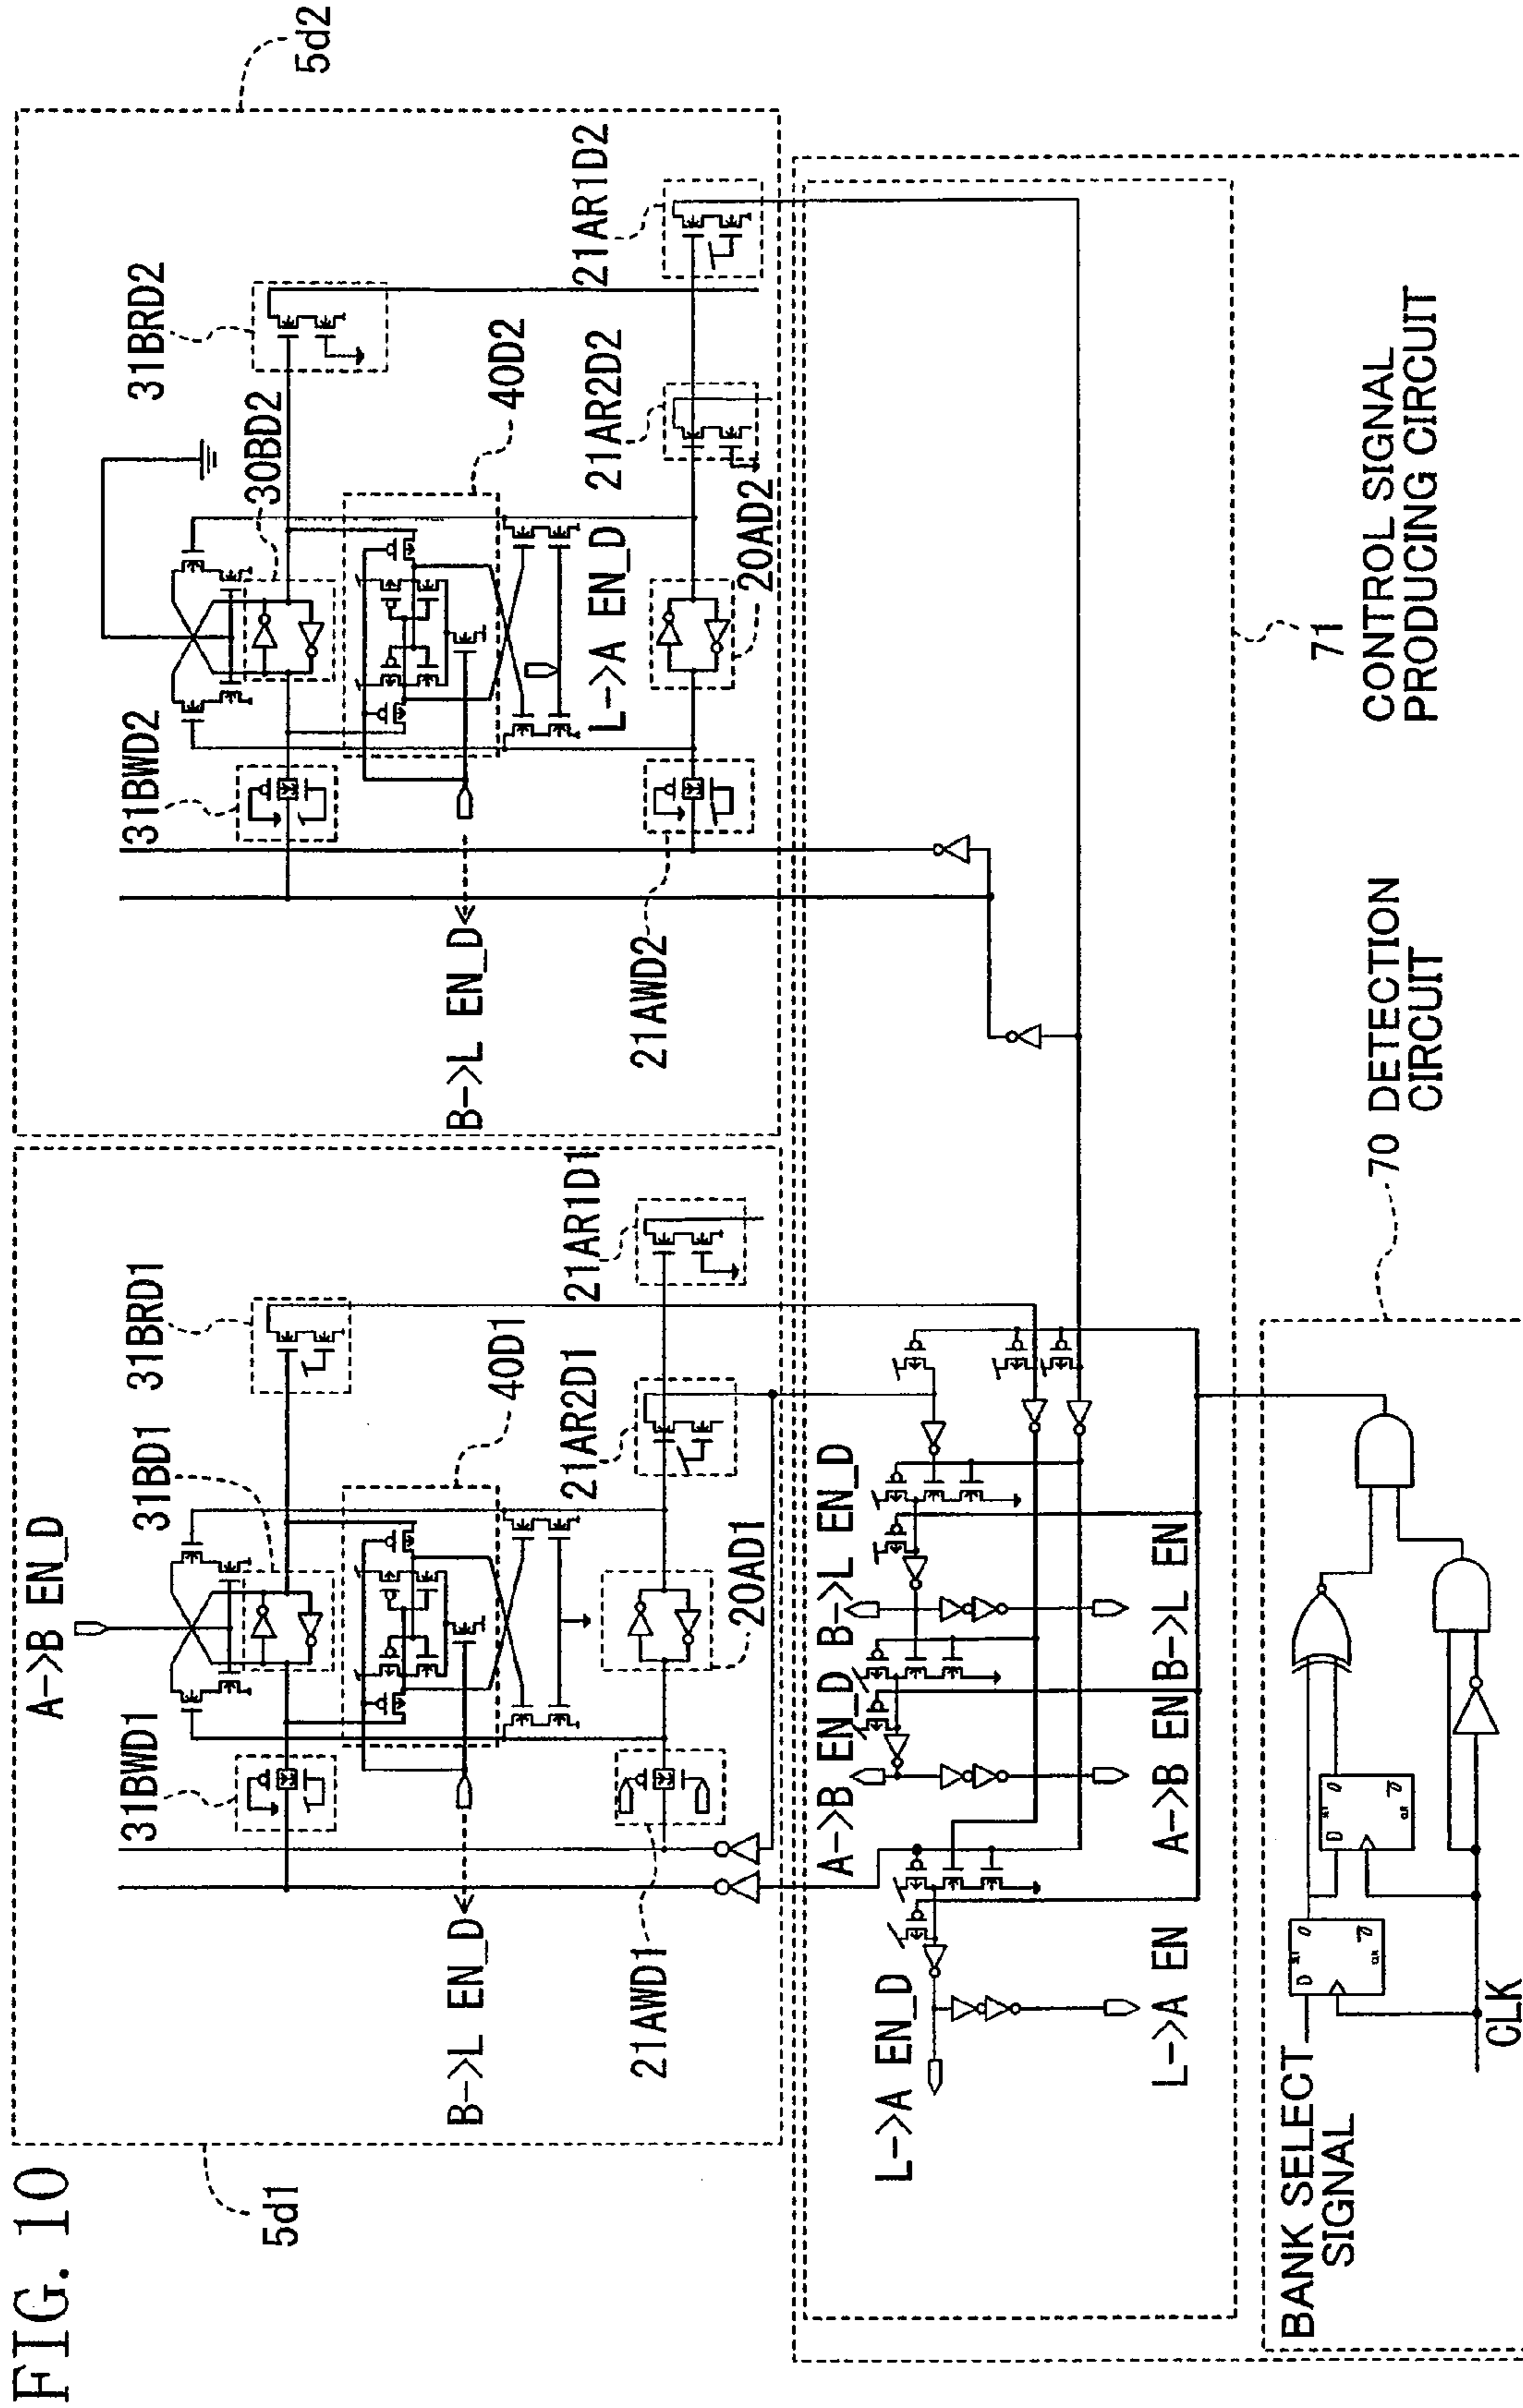 FIG. 10
5d1
5d2
A->B EN_D
31BWD1
31BD1
31BRD1
40D1
B->L EN_D
21AWD1
20AD1
21AR2D1
21AR1D1
31BWD2
30BD2
31BRD2
40D2
B->L EN_D
L->A EN_D
21AWD2
20AD2
21AR2D2
21AR1D2
L->A EN_D
A->B EN_D
B->L EN_D
L->A EN
A->B EN
B->L EN
71
CONTROL SIGNAL
PRODUCING CIRCUIT
70 DETECTION
CIRCUIT
BANK SELECT
SIGNAL
CLK
D
Q
Q
CLR
D
Q
Q
CLR